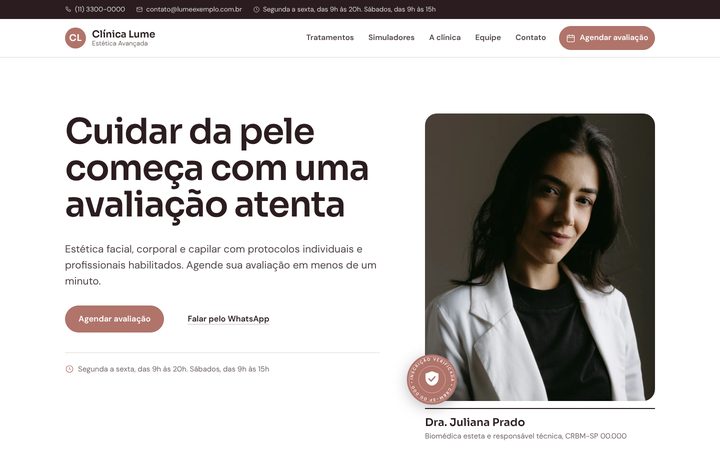 (11) 3300-0000 contato@lumeexemplo.com.br Segunda a sexta, das 9h às 20h. Sábados, das 9h às 15h
CL Clínica Lume
Estética Avançada
Tratamentos Simuladores A clínica Equipe Contato Agendar avaliação
Cuidar da pele
começa com uma
avaliação atenta
Estética facial, corporal e capilar com protocolos individuais e
profissionais habilitados. Agende sua avaliação em menos de um
minuto.
Agendar avaliação Falar pelo WhatsApp
Segunda a sexta, das 9h às 20h. Sábados, das 9h às 15h
INSCRIÇÃO VERIFICADA
Dra. Juliana Prado
Biomédica esteta e responsável técnica, CRBM-SP 00.000